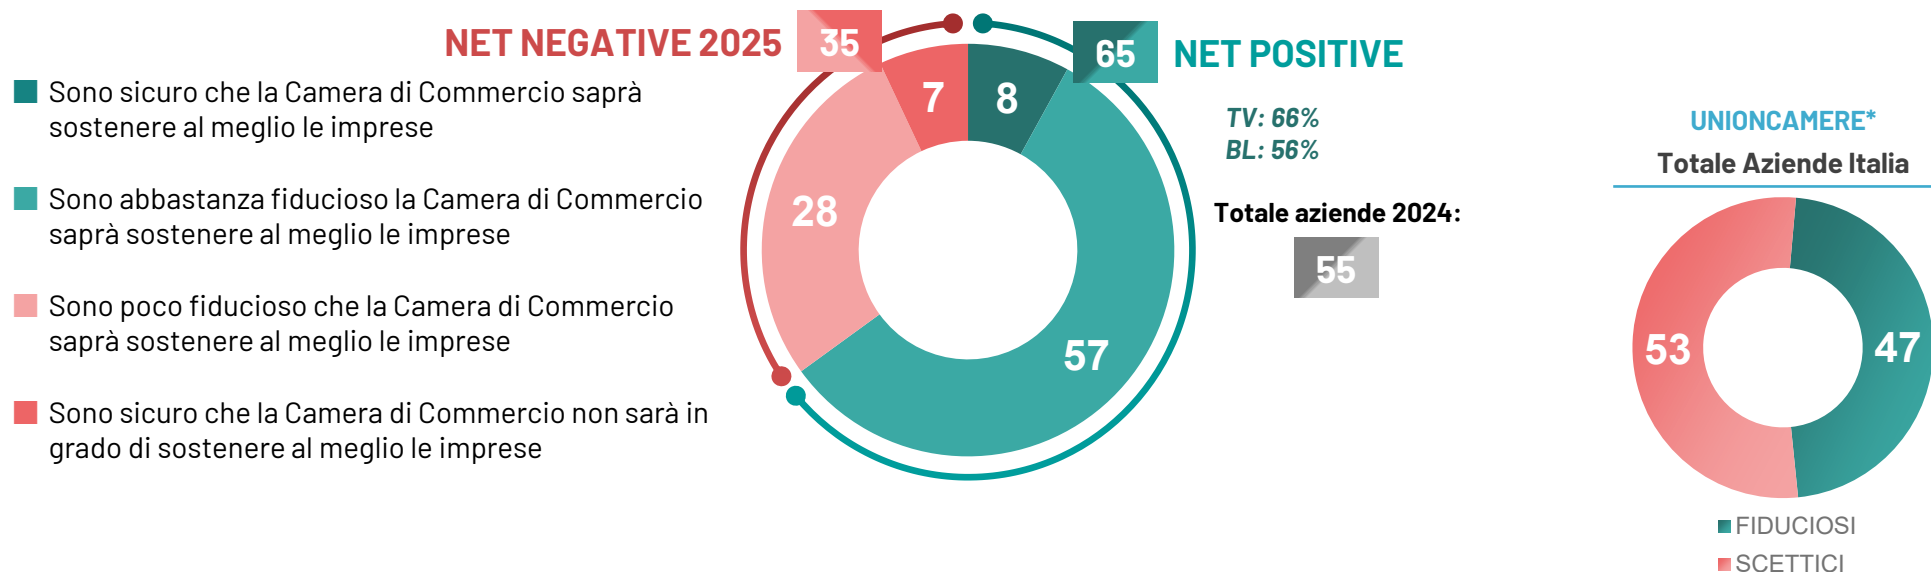 NET NEGATIVE 2025
35
65
NET POSITIVE
Sono sicuro che la Camera di Commercio saprà
sostenere al meglio le imprese
Sono abbastanza fiducioso la Camera di Commercio
saprà sostenere al meglio le imprese
Sono poco fiducioso che la Camera di Commercio
saprà sostenere al meglio le imprese
Sono sicuro che la Camera di Commercio non sarà in
grado di sostenere al meglio le imprese
7
8
28
57
TV: 66%
BL: 56%
Totale aziende 2024:
55
UNIONCAMERE*
Totale Aziende Italia
53
47
FIDUCIOSI
SCETTICI